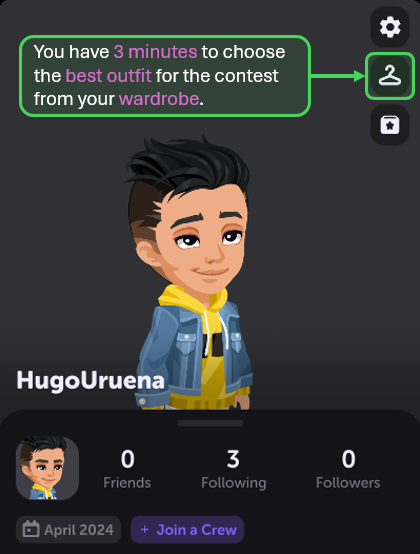 You have 3 minutes to choose
the best outfit for the contest
from your wardrobe.
HugoUruena
0
3
0
Friends
Following
Followers
April 2024
+ Join a Crew